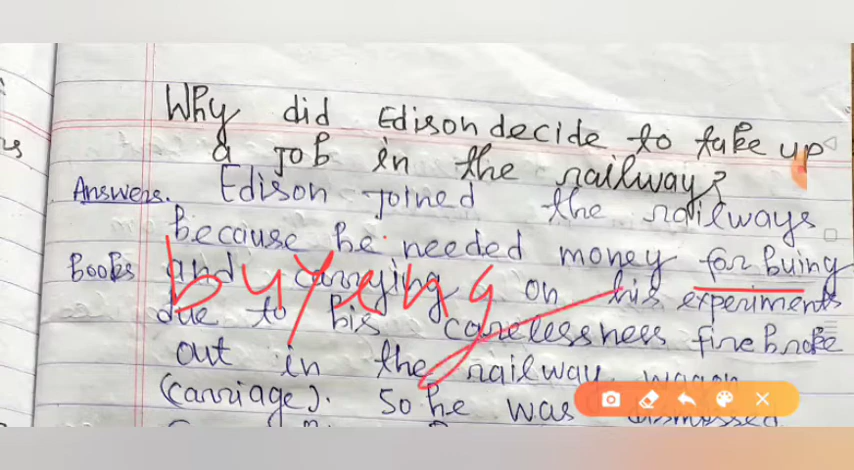 Why did Edison decide to take up
a JOB in the railway?
Answers. Edison Joined the railways
because he needed money for buing
Books and carrying on his experiments
due to his carelessness fire broke
out in the railway wagon
(carriage). So he was dismissed